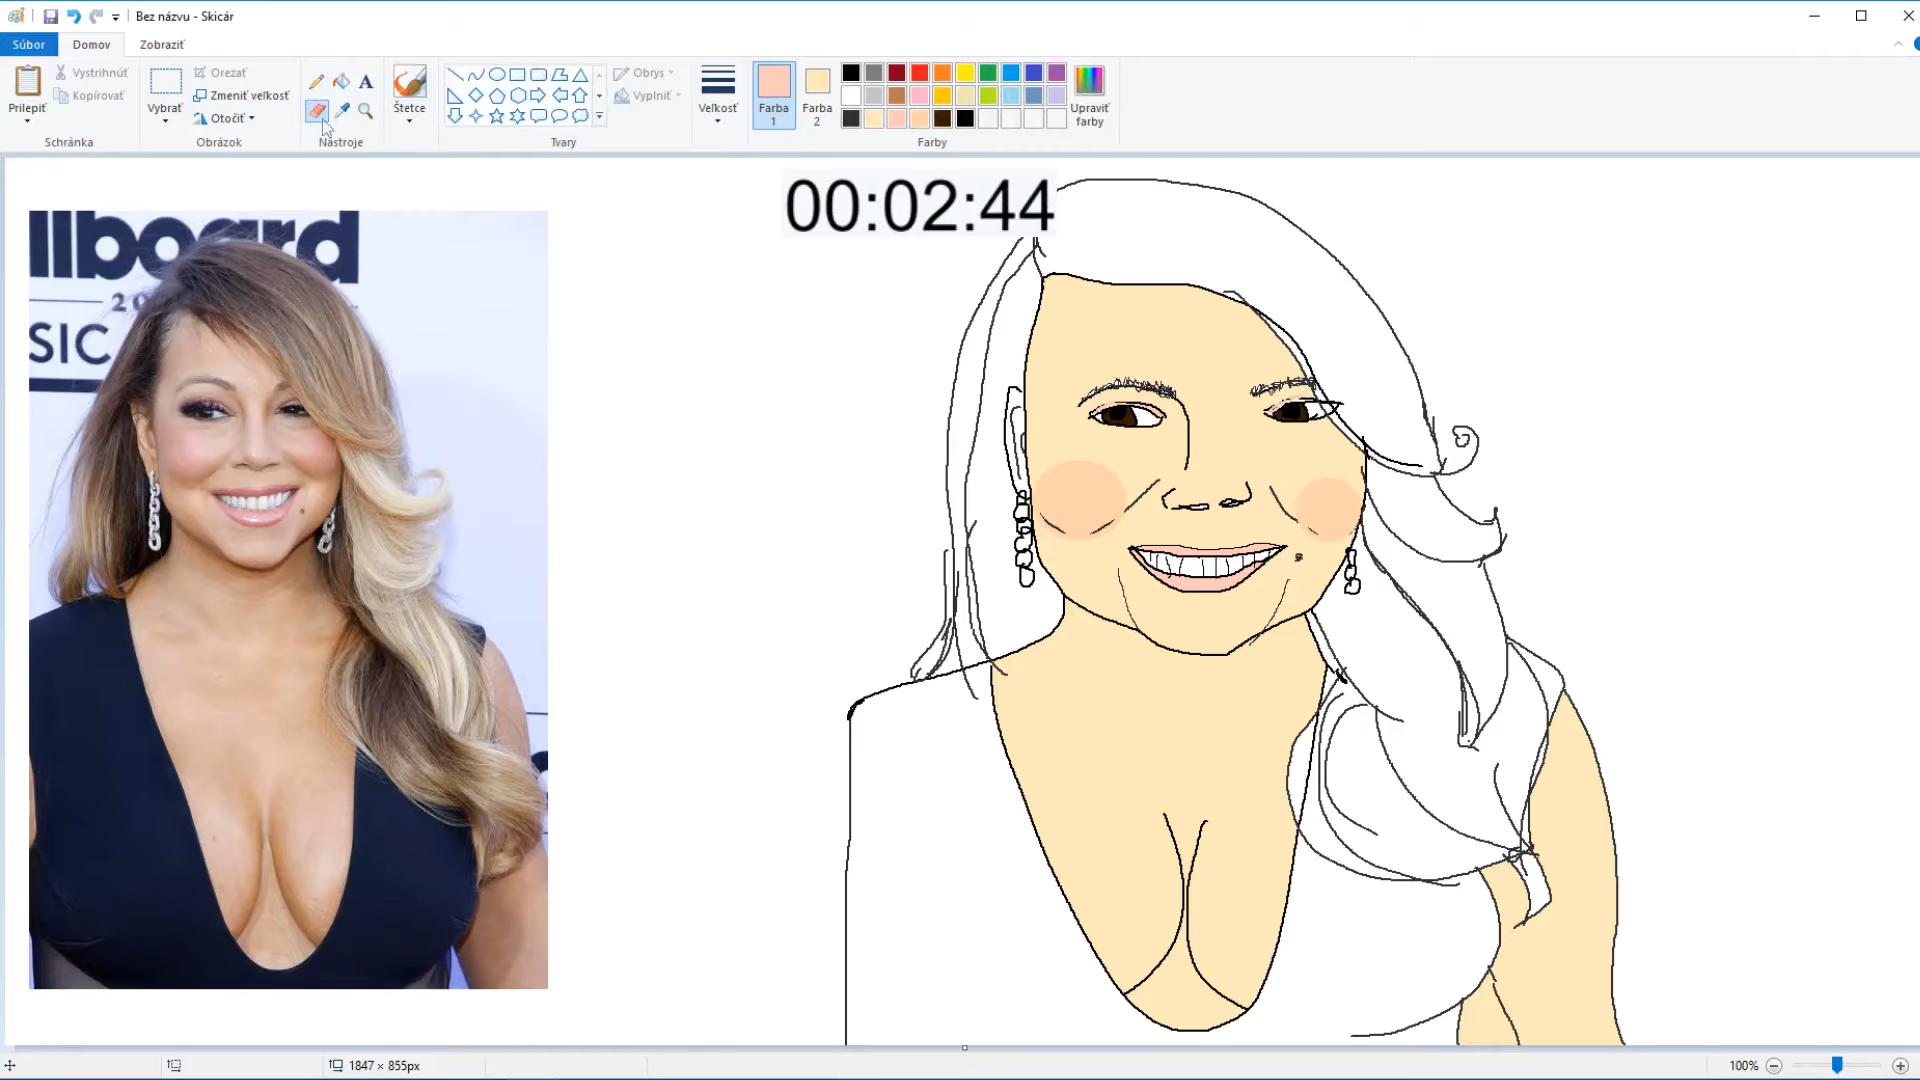 Bez názvu - Skicár
Súbor
Domov
Zobraziť
Prilepiť
Vystrihnúť
Kopírovať
Schránka
Vybrať
Orezať
Zmeniť veľkosť
Otočiť
Obrázok
A
Nástroje
Štetce
Obrys
Vyplniť
Tvary
Veľkosť
Farba
1
Farba
2
Upraviť
farby
Farby
00:02:44
llboard
20
SIC
1847 × 855px
100%